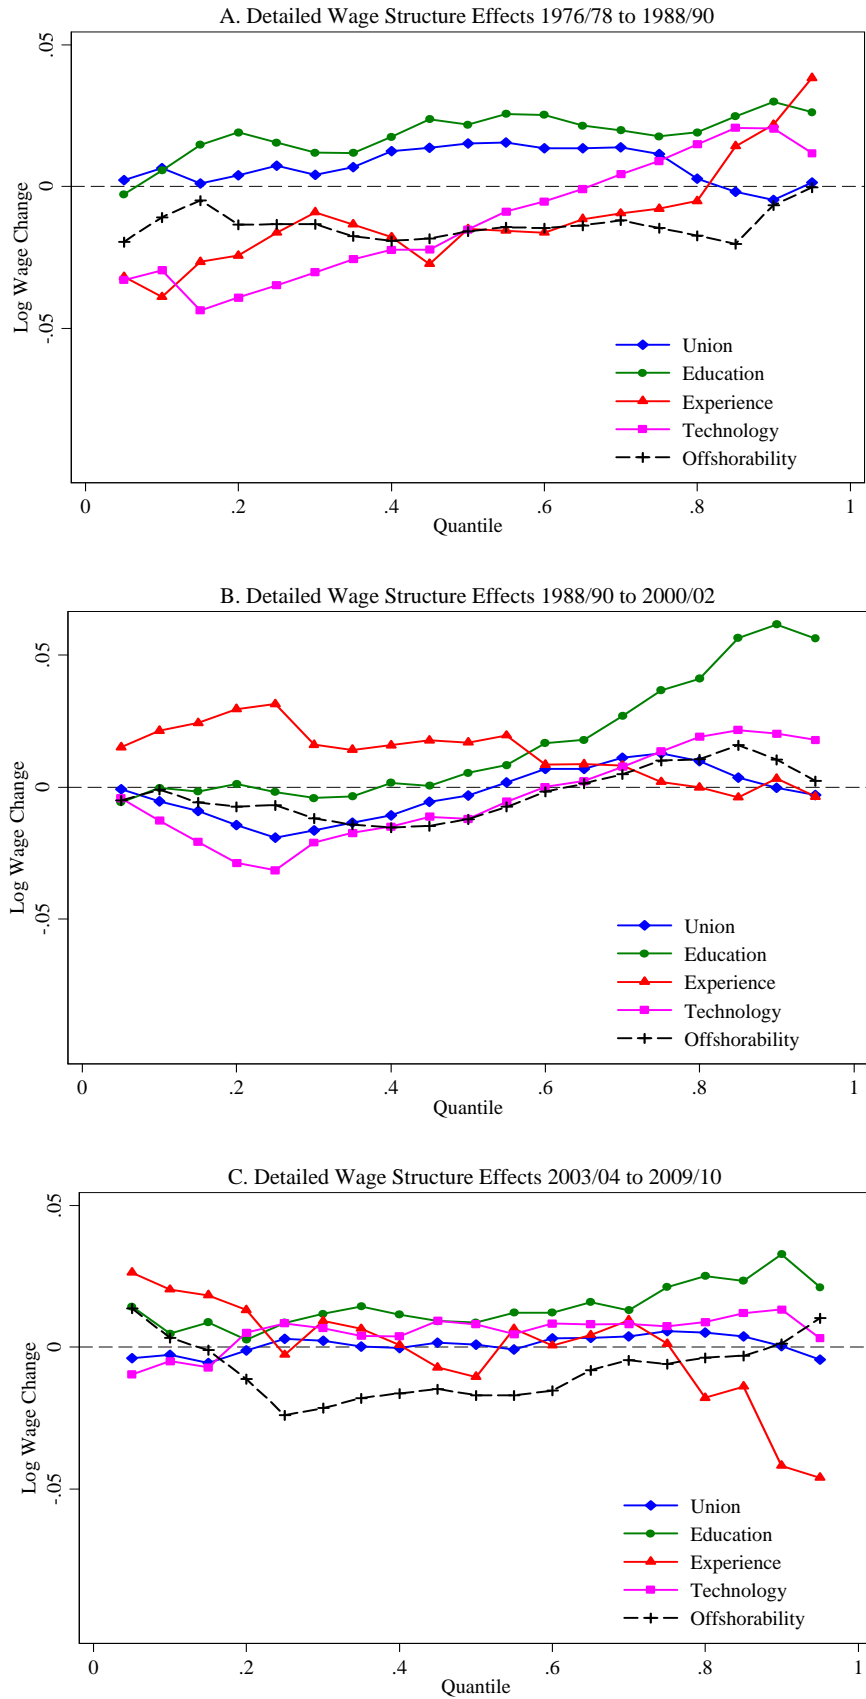 A. Detailed Wage Structure Effects 1976/78 to 1988/90
.05
0
-.05
Log Wage Change
Union
Education
Experience
Technology
Offshorability
0 .2 .4 .6 .8 1
Quantile
B. Detailed Wage Structure Effects 1988/90 to 2000/02
.05
0
-.05
Log Wage Change
Union
Education
Experience
Technology
Offshorability
0 .2 .4 .6 .8 1
Quantile
C. Detailed Wage Structure Effects 2003/04 to 2009/10
.05
0
-.05
Log Wage Change
Union
Education
Experience
Technology
Offshorability
0 .2 .4 .6 .8 1
Quantile